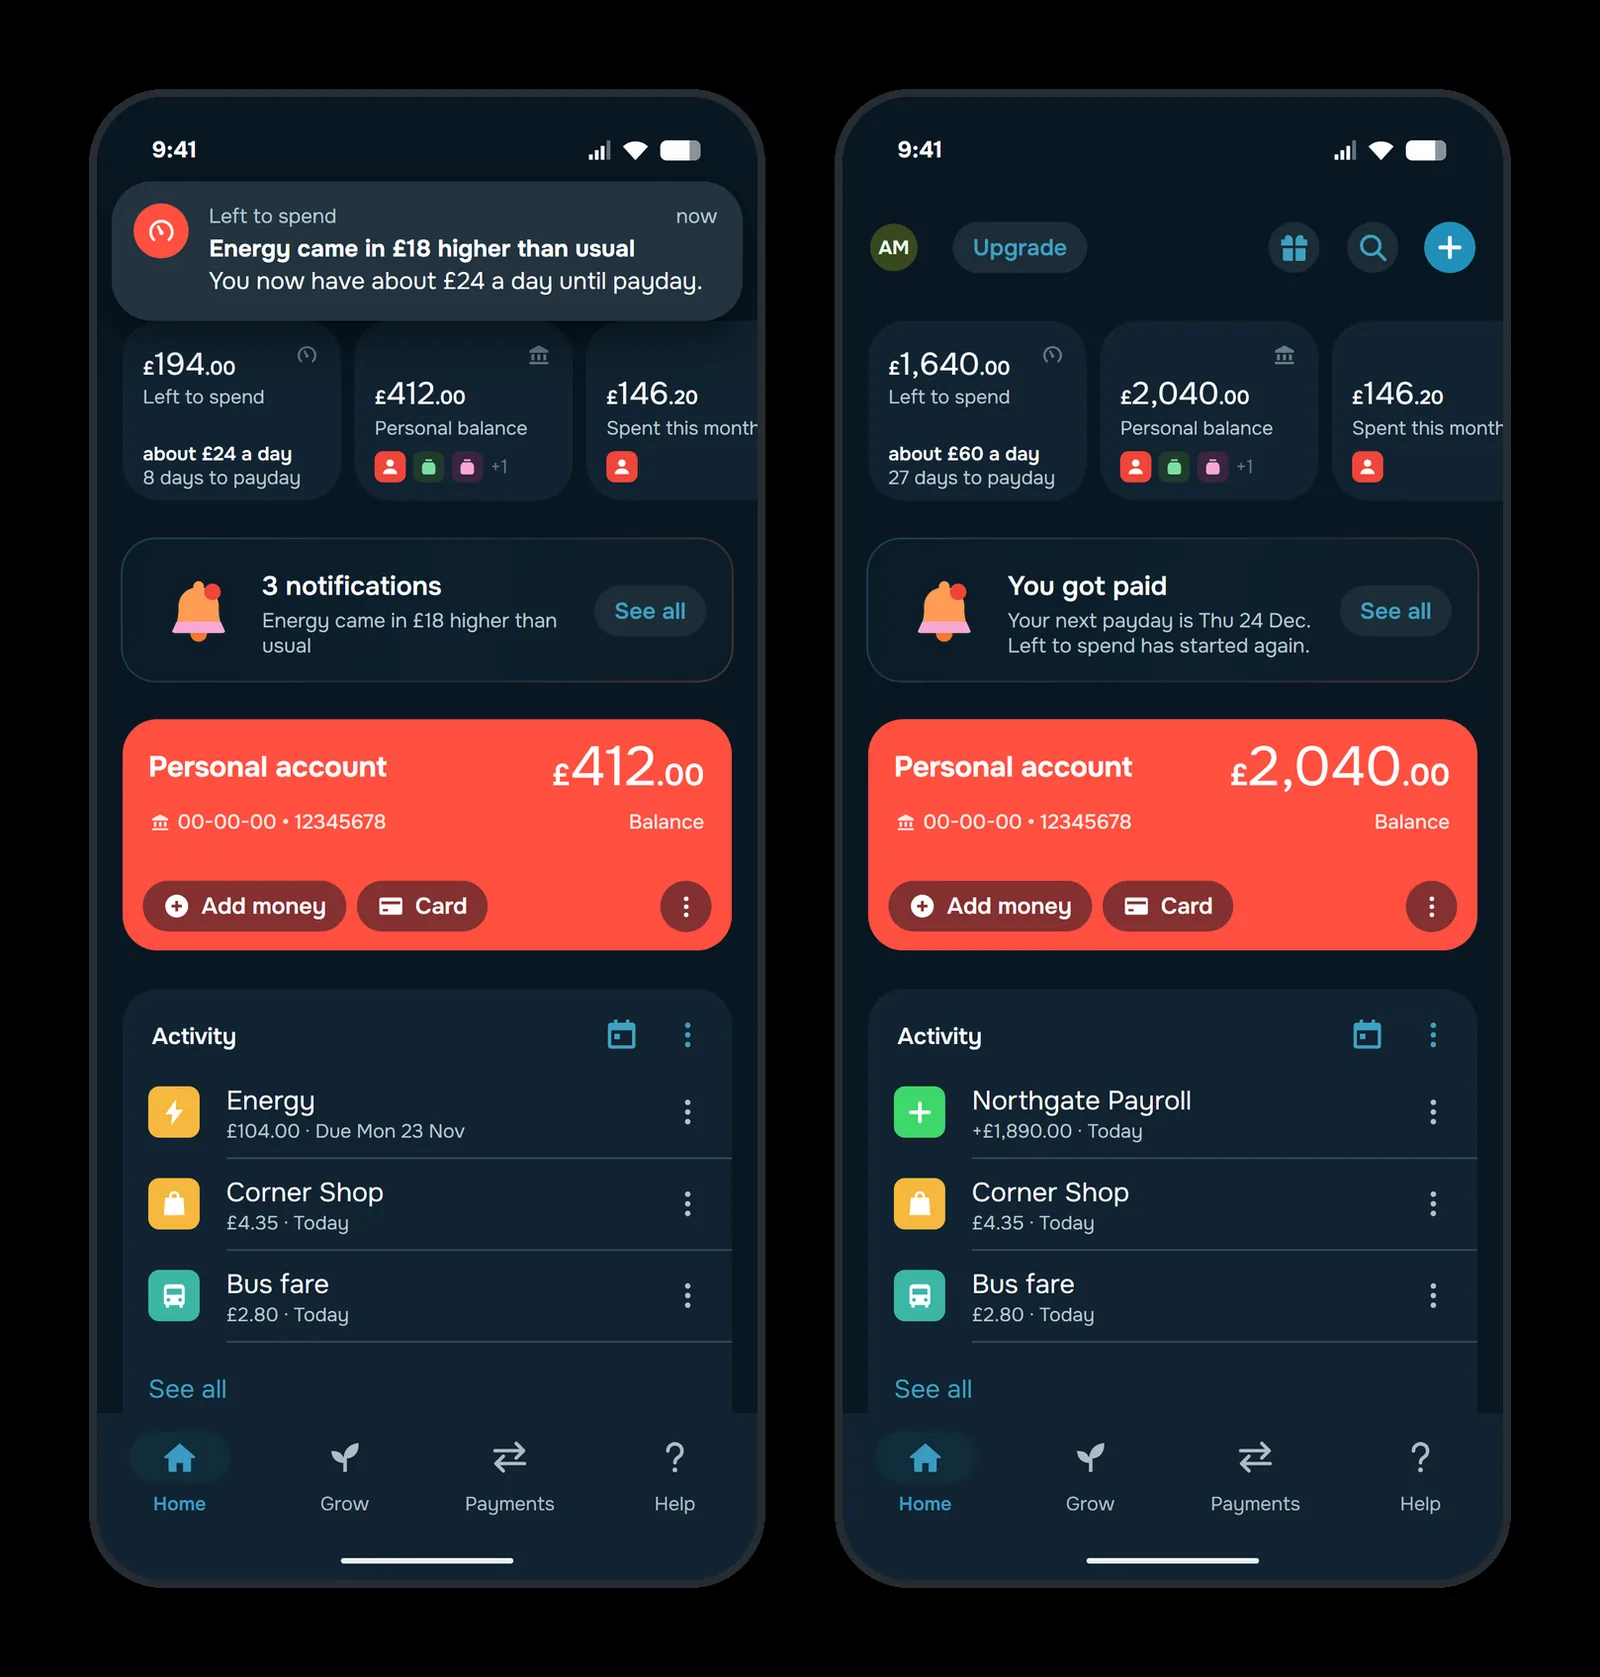 9:41
Left to spend
now
Energy came in £18 higher than usual
You now have about £24 a day until payday.
£194.00
Left to spend
about £24 a day
8 days to payday
£412.00
Personal balance
+1
£146.20
Spent this month
3 notifications
Energy came in £18 higher than
usual
See all
Personal account
£412.00
00-00-00 • 12345678
Balance
Add money
Card
Activity
Energy
£104.00 · Due Mon 23 Nov
Corner Shop
£4.35 · Today
Bus fare
£2.80 · Today
See all
Home
Grow
Payments
Help
9:41
AM
Upgrade
£1,640.00
Left to spend
about £60 a day
27 days to payday
£2,040.00
Personal balance
+1
£146.20
Spent this month
You got paid
Your next payday is Thu 24 Dec.
Left to spend has started again.
See all
Personal account
£2,040.00
00-00-00 • 12345678
Balance
Add money
Card
Activity
Northgate Payroll
+£1,890.00 · Today
Corner Shop
£4.35 · Today
Bus fare
£2.80 · Today
See all
Home
Grow
Payments
Help